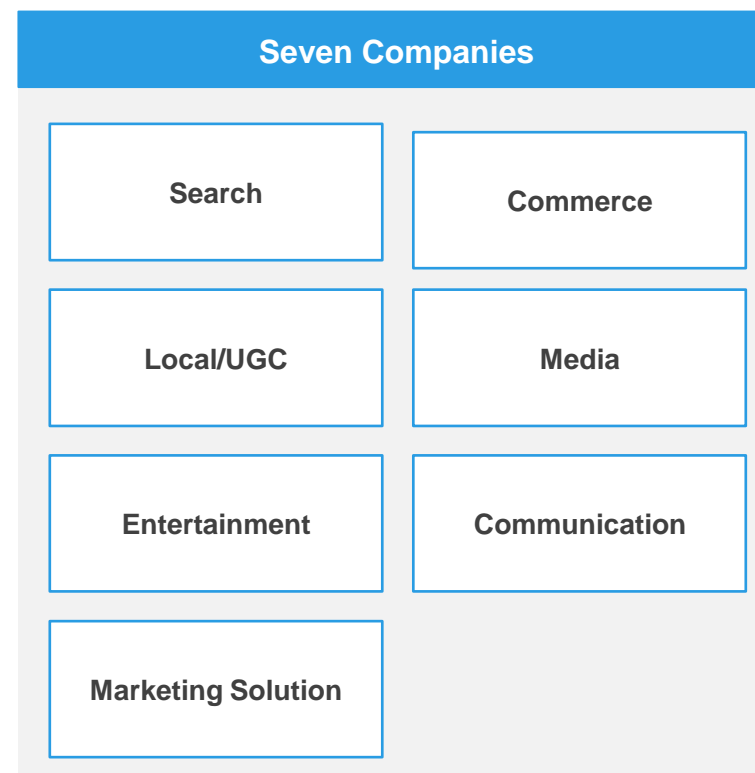 Seven Companies
Search
Commerce
Local/UGC
Media
Entertainment
Communication
Marketing Solution